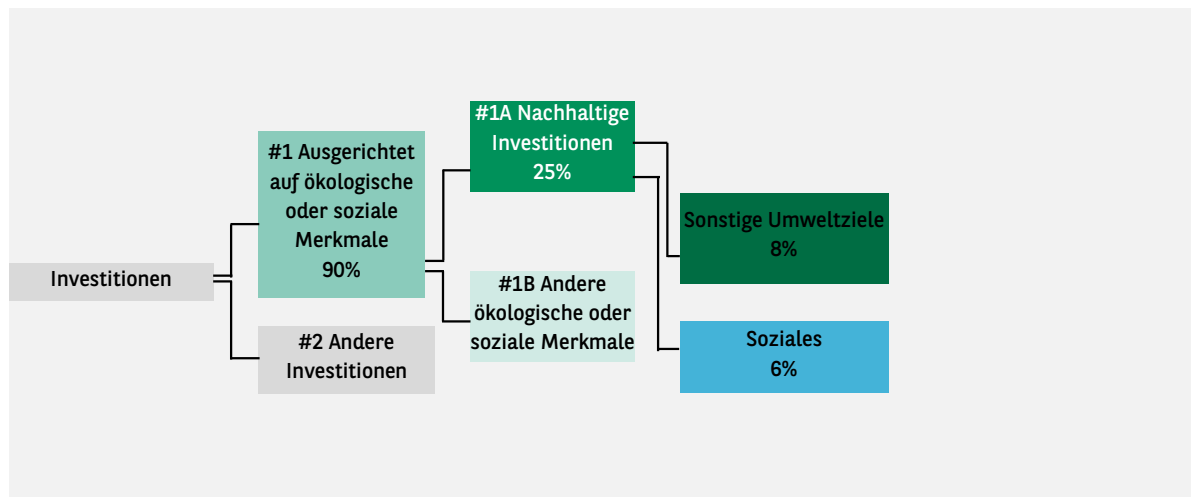 Investitionen
#1 Ausgerichtet
auf ökologische
oder soziale
Merkmale
90%
#2 Andere
Investitionen
#1A Nachhaltige
Investitionen
25%
#1B Andere
ökologische oder
soziale Merkmale
Sonstige Umweltziele
8%
Soziales
6%